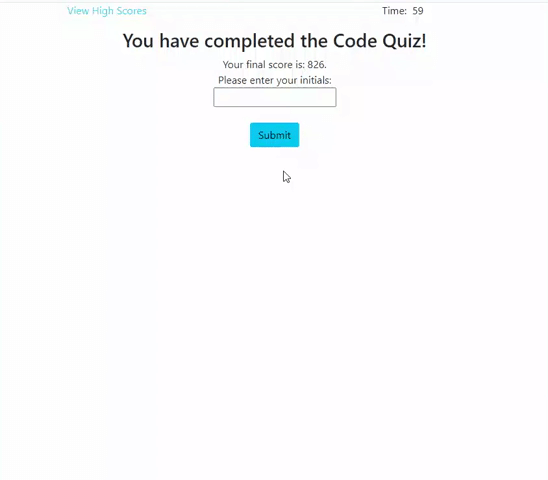 View High Scores
Time: 59
You have completed the Code Quiz!
Your final score is: 826.
Please enter your initials:
Submit